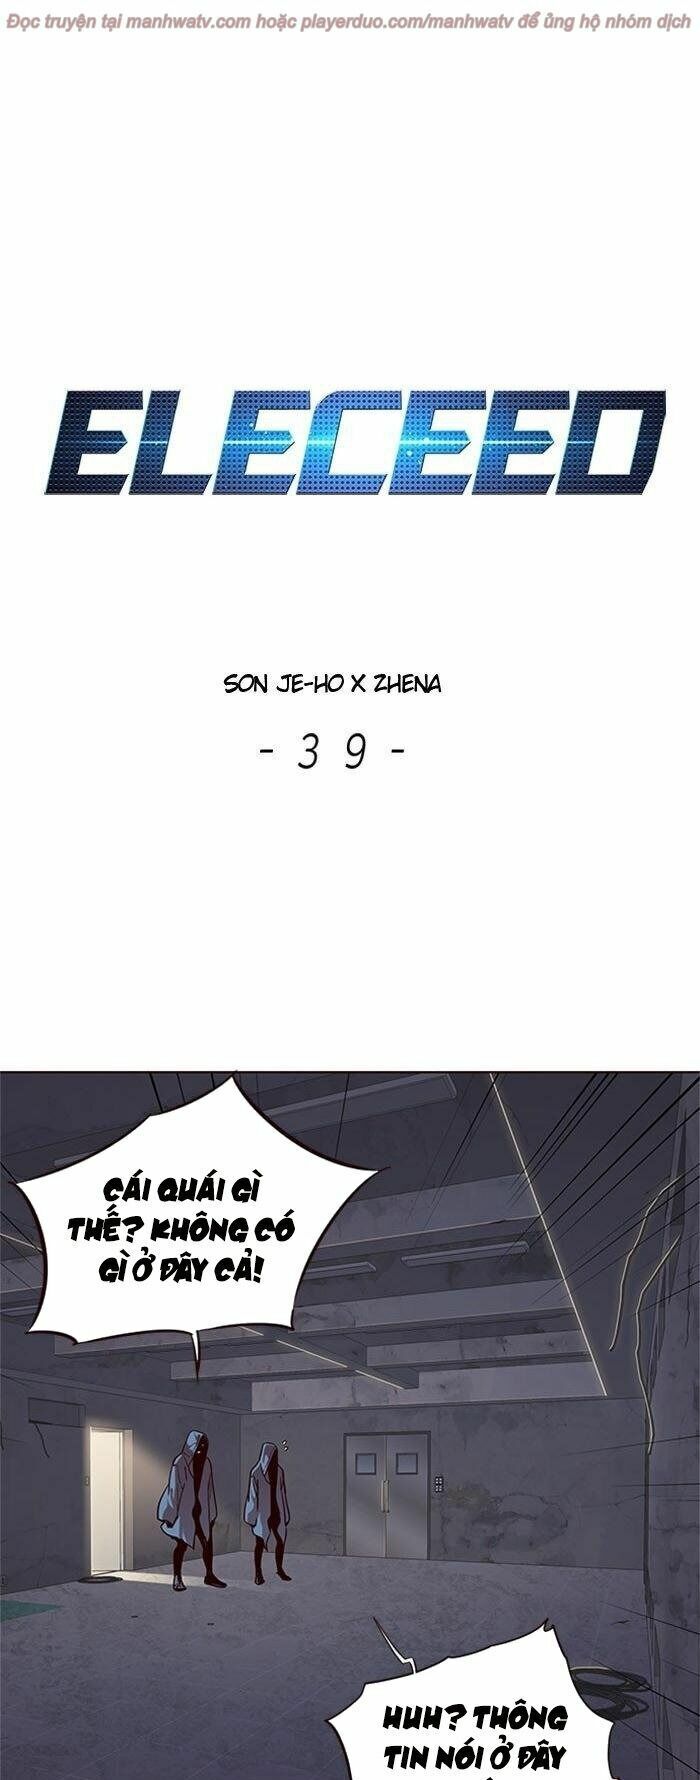 Đọc truyện tại manhwatv.com hoặc playerduo.com/manhwatv để ủng hộ nhóm dịch
ELECEED
SON JE-HO X ZHENA
- 3 9 -
CÁI QUÁI GÌ
THẾ? KHÔNG CÓ
GÌ Ở ĐÂY CẢ!
HUH? THÔNG
TIN NÓI Ở ĐÂY